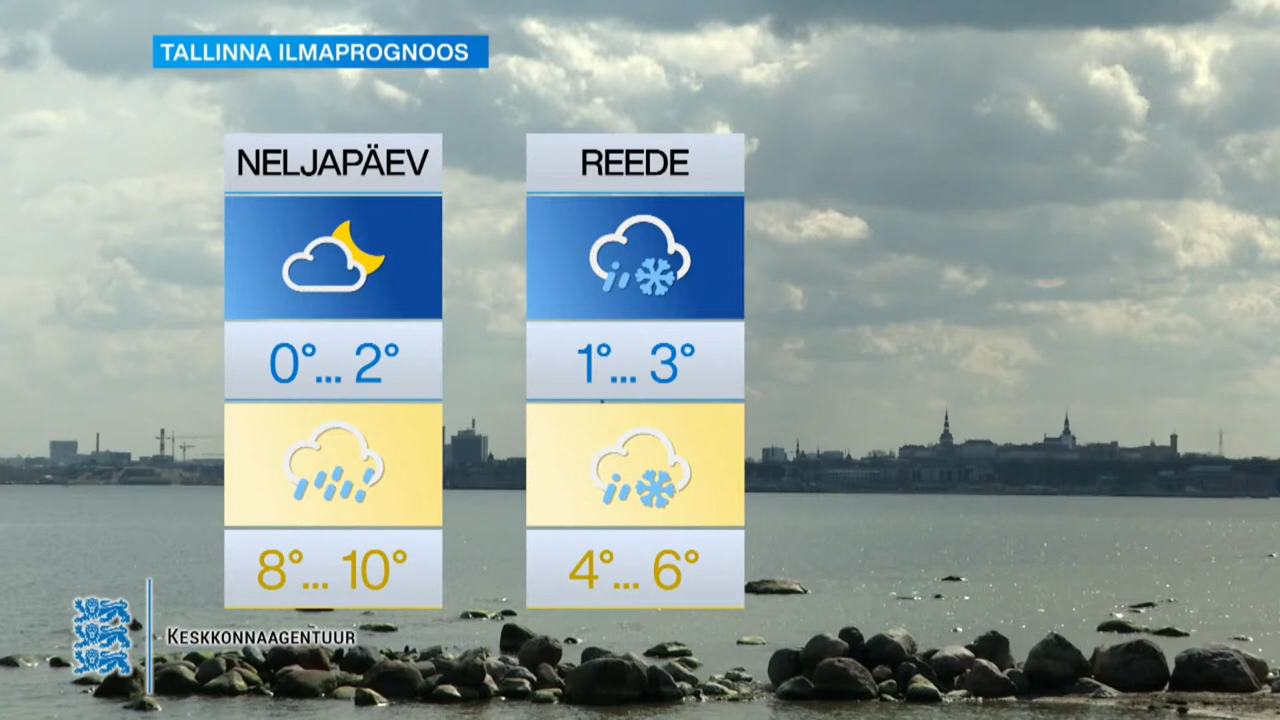 TALLINNA ILMAPROGNOOS
NELJAPÄEV
0°... 2°
8°... 10°
REEDE
1°... 3°
4°... 6°
KESKKONNAAGENTUUR